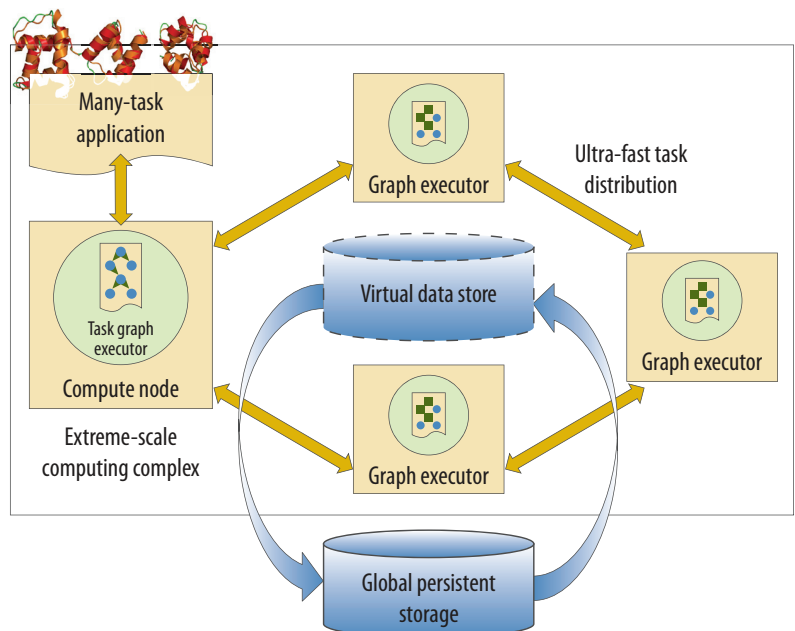 Many-task
application
Graph executor
Ultra-fast task
distribution
Virtual data store
Task graph
executor
Compute node
Graph executor
Graph executor
Extreme-scale
computing complex
Global persistent
storage